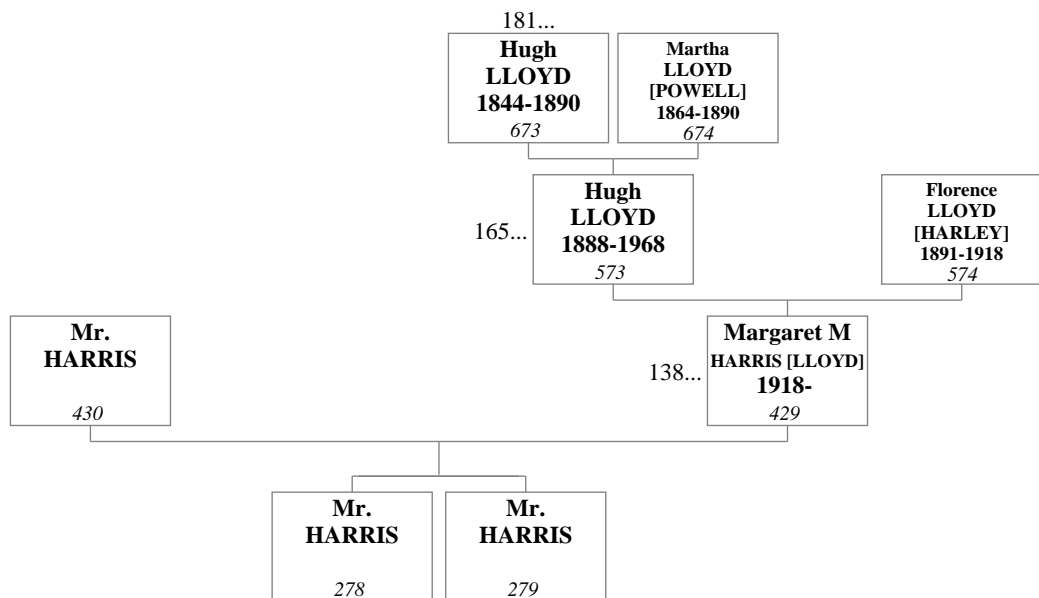 181...
Hugh
LLOYD
1844-1890
673
Martha
LLOYD
[POWELL]
1864-1890
674
165...
Hugh
LLOYD
1888-1968
573
Florence
LLOYD
[HARLEY]
1891-1918
574
Mr.
HARRIS
430
138...
Margaret M
HARRIS [LLOYD]
1918-
429
Mr.
HARRIS
278
Mr.
HARRIS
279